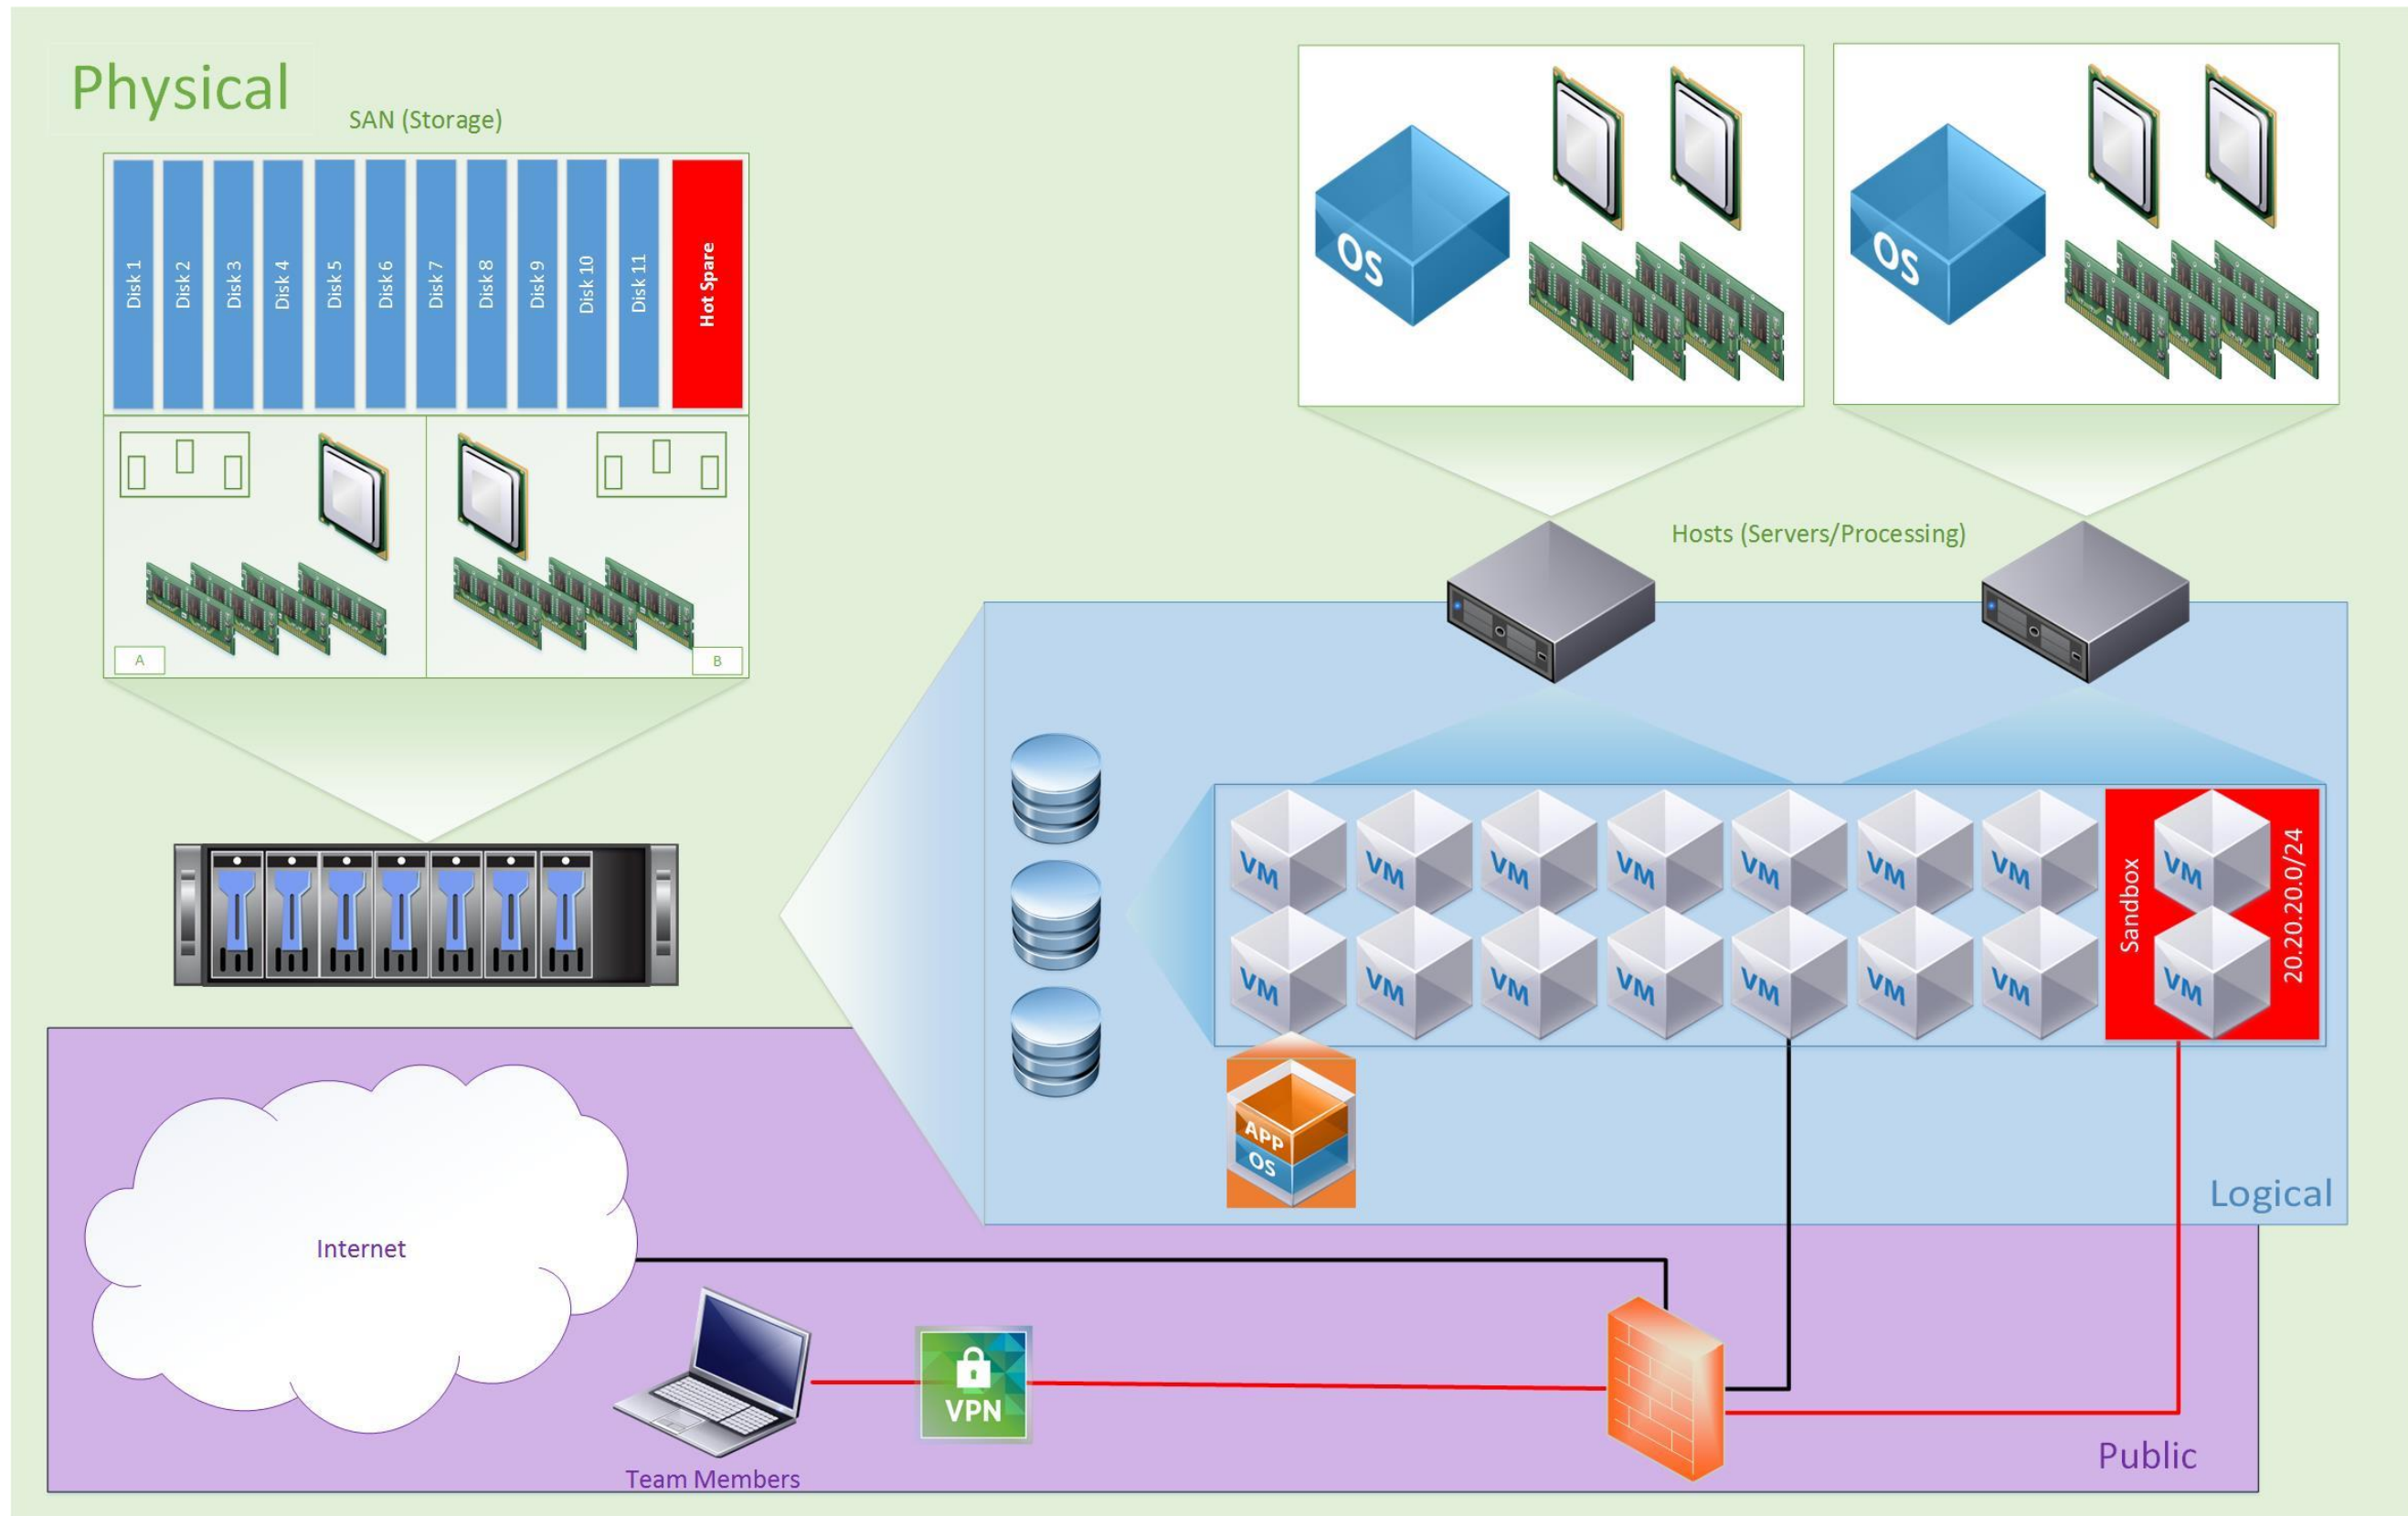 Physical
SAN (Storage)
Disk 1
Disk 2
Disk 3
Disk 4
Disk 5
Disk 6
Disk 7
Disk 8
Disk 9
Disk 10
Disk 11
Hot Spare
A
B
OS
OS
Hosts (Servers/Processing)
VM
VM
VM
VM
VM
VM
VM
Sandbox
VM
20.20.20.0/24
VM
VM
VM
VM
VM
VM
VM
VM
APP
OS
Logical
Internet
VPN
Team Members
Public